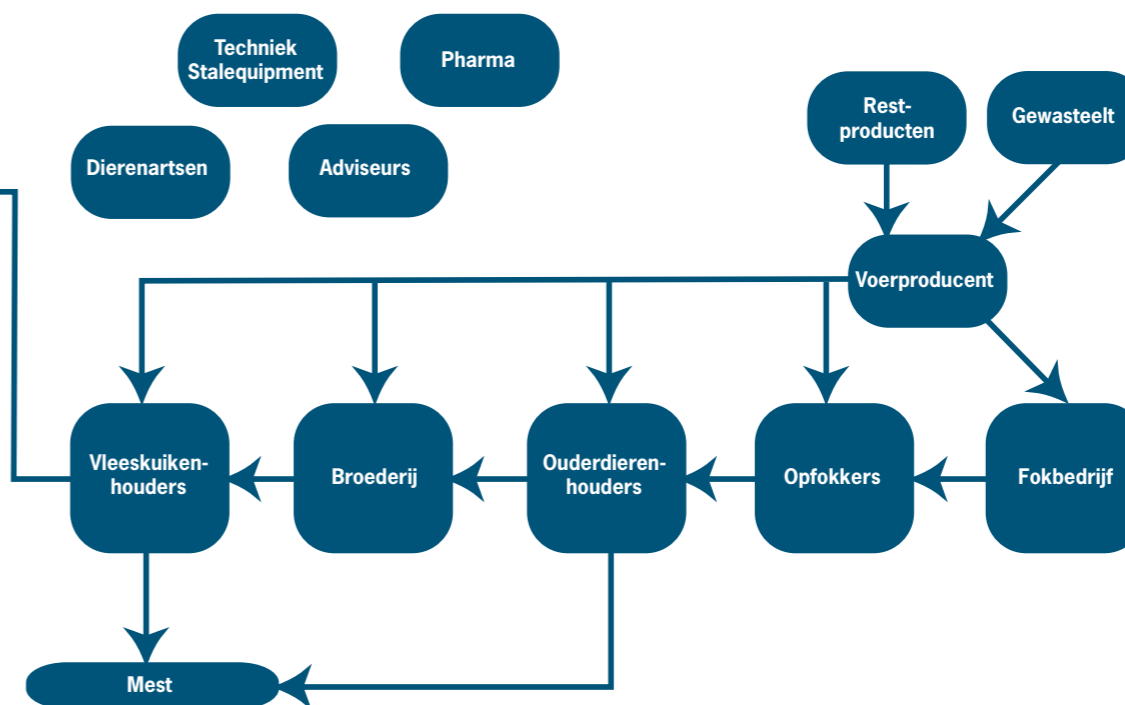 Techniek
Stalequipment
Pharma
Rest-
producten
Gewasteelt
Dierenartsen
Adviseurs
Voerproducent
Vleeskuiken-
houders
Broederij
Ouderdieren-
houders
Opfokkers
Fokbedrijf
Mest